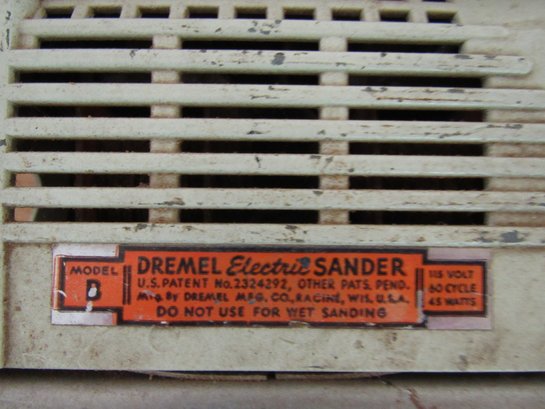 MODEL
D
DREMEL Electric SANDER
U.S. PATENT No. 2324292, OTHER PATS. PEND.
Mfg. By DREMEL MFG. CO., RACINE, WIS. U.S.A.
DO NOT USE FOR WET SANDING
115 VOLT
60 CYCLE
45 WATTS